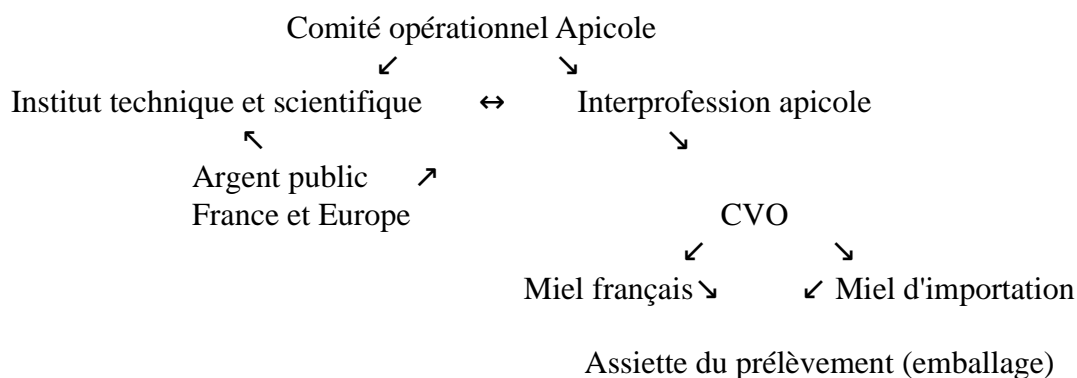 Comité opérationnel Apicole
↙ ↘
Institut technique et scientifique ↔ Interprofession apicole
↖ ↘
Argent public ↗
France et Europe CVO
↙ ↘
Miel français ↘ ↙ Miel d'importation
Assiette du prélèvement (emballage)